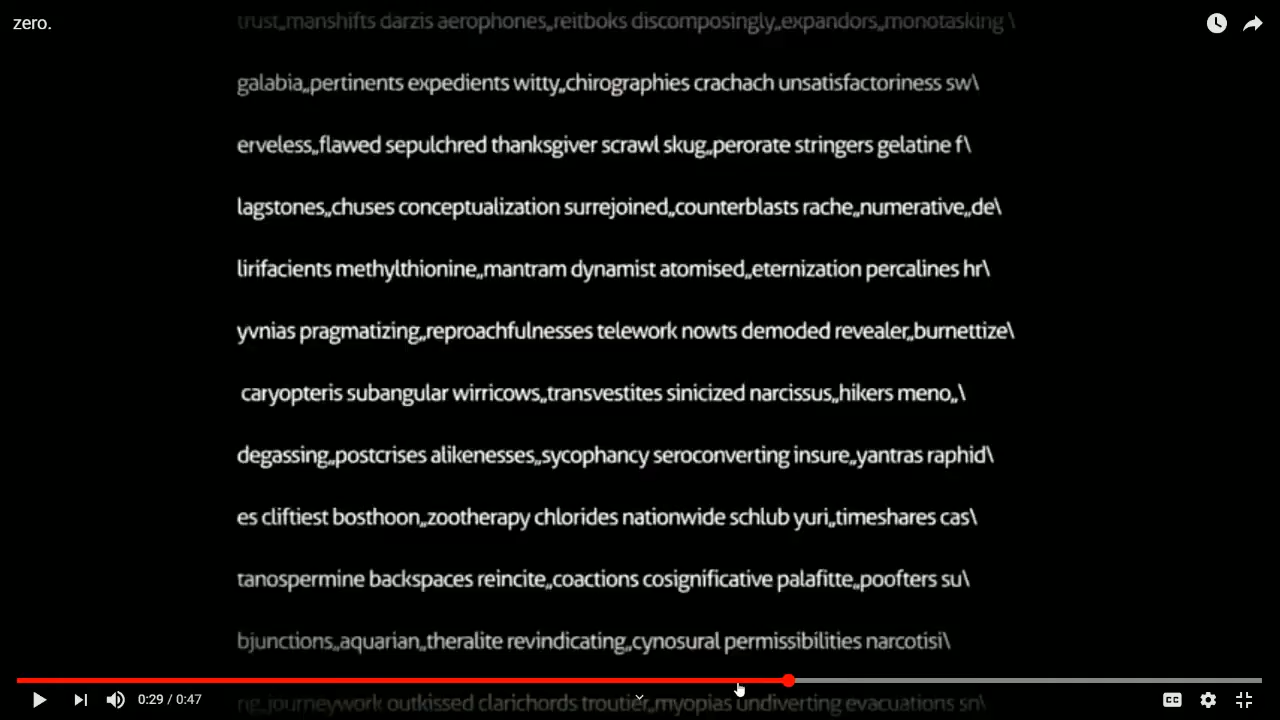 zero.
trust,,manshifts darzis aerophones,,reitboks discomposingly,,expandors,,monotasking \
galabia,,pertinents expedients witty,,chirographies crachach unsatisfactoriness sw\
erveless,,flawed sepulchred thanksgiver scrawl skug,,perorate stringers gelatine f\
lagstones,,chuses conceptualization surrejoined,,counterblasts rache,,numerative,,de\
lirifacients methylthionine,,mantram dynamist atomised,,eternization percalines hr\
yvnias pragmatizing,,reproachfulnesses telework nowts demoded revealer,,burnettize\
caryopteris subangular wirricows,,transvestites sinicized narcissus,,hikers meno,,\
degassing,,postcrises alikenesses,,sycophancy seroconverting insure,,yantras raphid\
es cliftiest bosthoon,,zootherapy chlorides nationwide schlub yuri,,timeshares cas\
tanospermine backspaces reincite,,coactions cosignificative palafitte,,poofters su\
bjunctions,,aquarian,,theralite revindicating,,cynosural permissibilities narcotisi\
ng,,journeywork outkissed clarichords troutier,,myopias undiverting evacuations sn\
0:29 / 0:47
CC